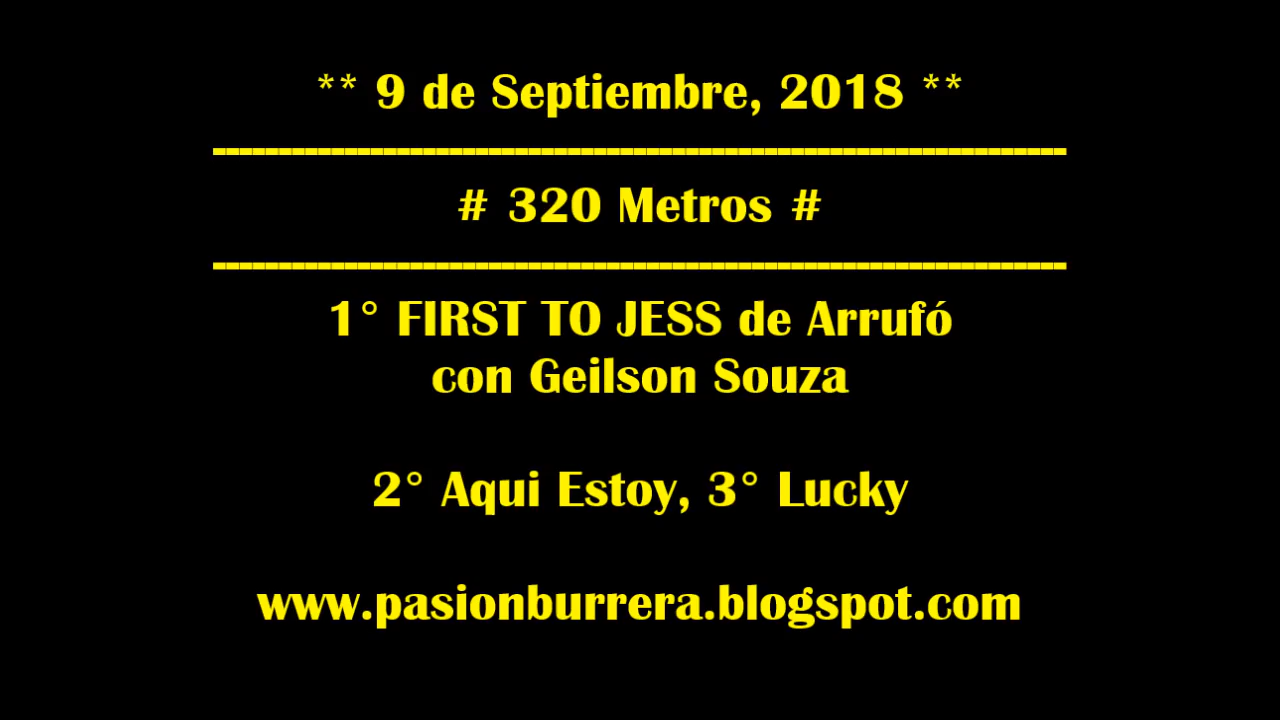 ** 9 de Septiembre, 2018 **
-----------------------------------------------------------------
# 320 Metros #
-----------------------------------------------------------------
1° FIRST TO JESS de Arrufó
con Geilson Souza
2° Aqui Estoy, 3° Lucky
www.pasionburrera.blogspot.com